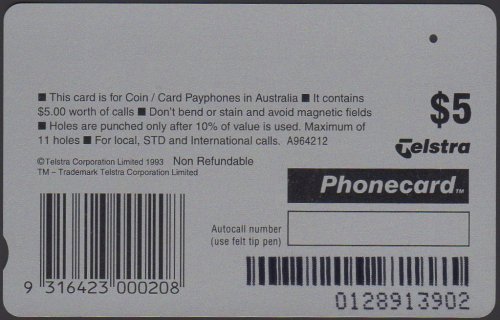 ■ This card is for Coin / Card Payphones in Australia ■ It contains
$5.00 worth of calls ■ Don't bend or stain and avoid magnetic fields
■ Holes are punched only after 10% of value is used. Maximum of
11 holes ■ For local, STD and International calls. A964212
©Telstra Corporation Limited 1993 Non Refundable
TM – Trademark Telstra Corporation Limited
$5
Telstra
Phonecard™
Autocall number
(use felt tip pen)
9 316423 000208
0128913902